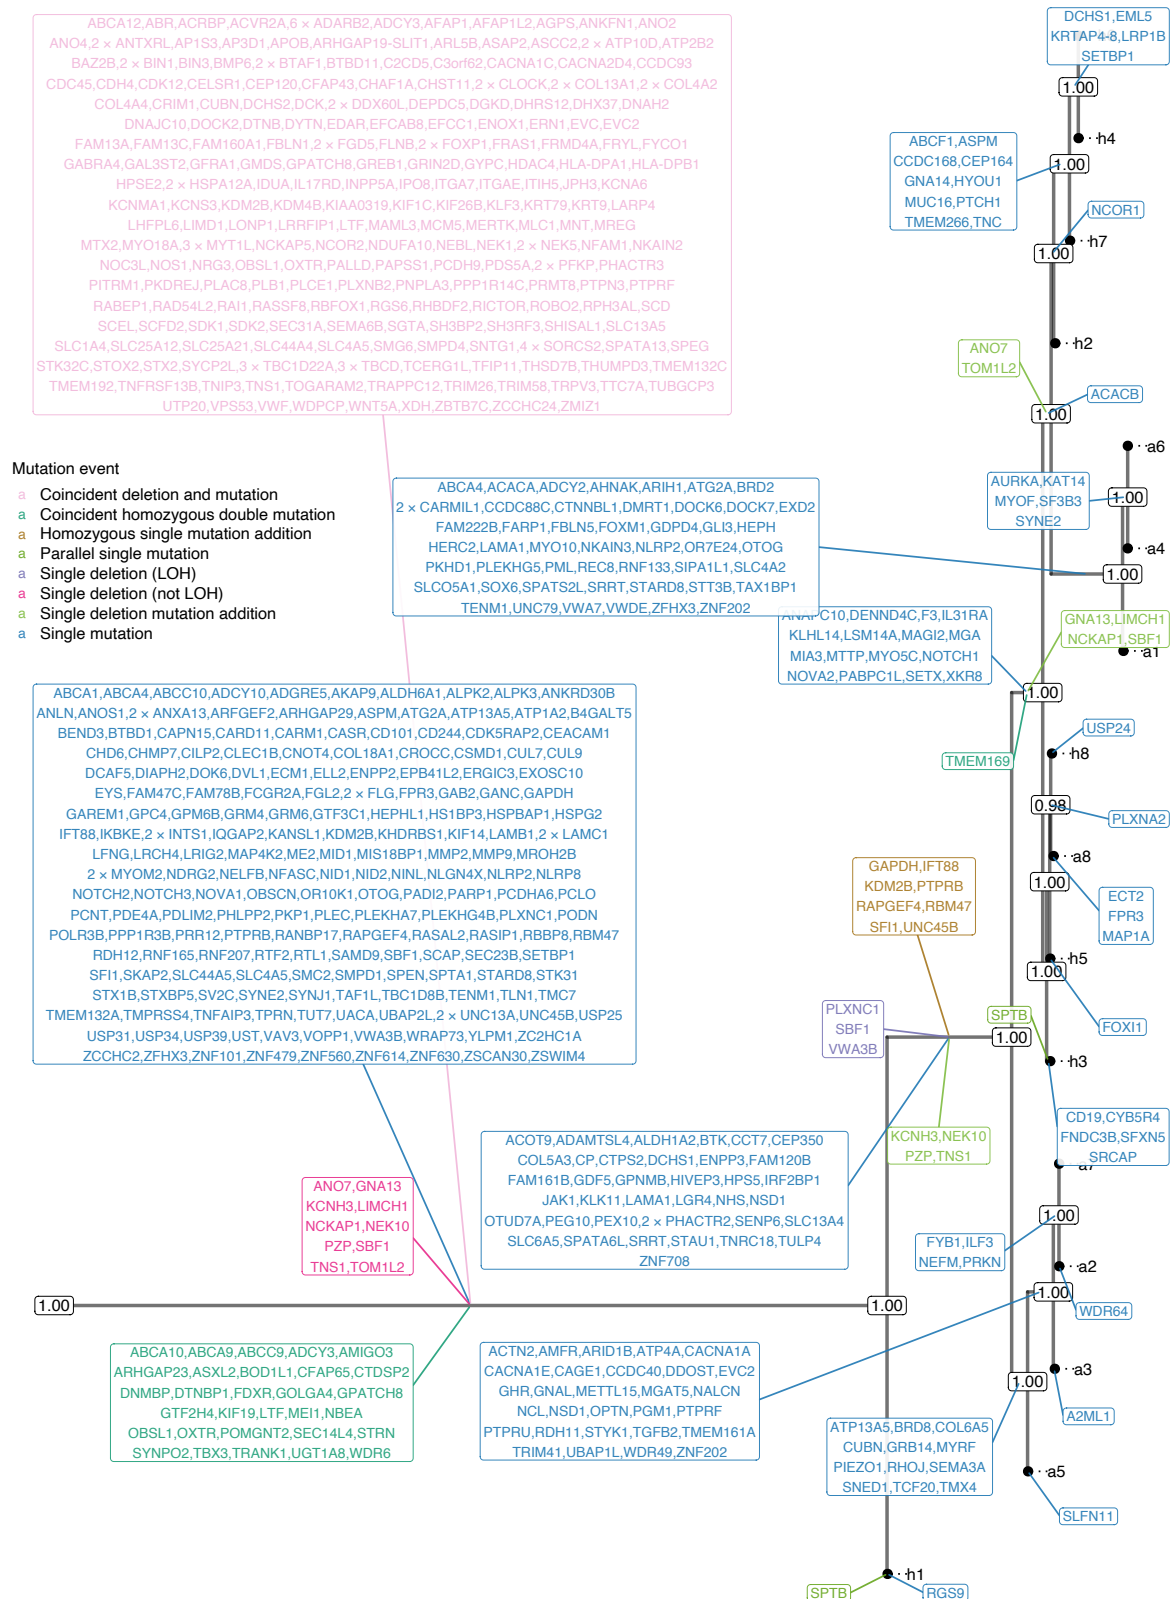 ABCA12,ABR,ACRBP,ACVR2A,6 × ADARB2,ADCY3,AFAP1,AFAP1L2,AGPS,ANKFN1,ANO2
ANO4,2 × ANTXRL,AP1S3,AP3D1,APOB,ARHGAP19-SLIT1,ARL5B,ASAP2,ASCC2,2 × ATP10D,ATP2B2
BAZ2B,2 × BIN1,BIN3,BMP6,2 × BTAF1,BTBD11,C2CD5,C3orf62,CACNA1C,CACNA2D4,CCDC93
CDC45,CDH4,CDK12,CELSR1,CEP120,CFAP43,CHAF1A,CHST11,2 × CLOCK,2 × COL13A1,2 × COL4A2
COL4A4,CRIM1,CUBN,DCHS2,DCK,2 × DDX60L,DEPDC5,DGKD,DHRS12,DHX37,DNAH2
DNAJC10,DOCK2,DTNB,DYTN,EDAR,EFCAB8,EFCC1,ENOX1,ERN1,EVC,EVC2
FAM13A,FAM13C,FAM160A1,FBLN1,2 × FGD5,FLNB,2 × FOXP1,FRAS1,FRMD4A,FRYL,FYCO1
GABRA4,GAL3ST2,GFRA1,GMDS,GPATCH8,GREB1,GRIN2D,GYPC,HDAC4,HLA-DPA1,HLA-DPB1
HPSE2,2 × HSPA12A,IDUA,IL17RD,INPP5A,IPO8,ITGA7,ITGAE,ITIH5,JPH3,KCNA6
KCNMA1,KCNS3,KDM2B,KDM4B,KIAA0319,KIF1C,KIF26B,KLF3,KRT79,KRT9,LARP4
LHFPL6,LIMD1,LONP1,LRRFIP1,LTF,MAML3,MCM5,MERTK,MLC1,MNT,MREG
MTX2,MYO18A,3 × MYT1L,NCKAP5,NCOR2,NDUFA10,NEBL,NEK1,2 × NEK5,NFAM1,NKAIN2
NOC3L,NOS1,NRG3,OBSL1,OXTR,PALLD,PAPSS1,PCDH9,PDS5A,2 × PFKP,PHACTR3
PITRM1,PKDREJ,PLAC8,PLB1,PLCE1,PLXNB2,PNPLA3,PPP1R14C,PRMT8,PTPN3,PTPRF
RABEP1,RAD54L2,RAI1,RASSF8,RBFOX1,RGS6,RHBDF2,RICTOR,ROBO2,RPH3AL,SCD
SCEL,SCFD2,SDK1,SDK2,SEC31A,SEMA6B,SGTA,SH3BP2,SH3RF3,SHISAL1,SLC13A5
SLC1A4,SLC25A12,SLC25A21,SLC44A4,SLC4A5,SMG6,SMPD4,SNTG1,4 × SORCS2,SPATA13,SPEG
STK32C,STOX2,STX2,SYCP2L,3 × TBC1D22A,3 × TBCD,TCERG1L,TFIP11,THSD7B,THUMPD3,TMEM132C
TMEM192,TNFRSF13B,TNIP3,TNS1,TOGARAM2,TRAPPC12,TRIM26,TRIM58,TRPV3,TTC7A,TUBGCP3
UTP20,VPS53,VWF,WDPCP,WNT5A,XDH,ZBTB7C,ZCCHC24,ZMIZ1
DCHS1,EML5
KRTAP4-8,LRP1B
SETBP1
1.00
h4
ABCF1,ASPM
CCDC168,CEP164
GNA14,HYOU1
MUC16,PTCH1
TMEM266,TNC
1.00
NCOR1
h7
1.00
h2
ANO7
TOM1L2
ACACB
1.00
a6
AURKA,KAT14
MYOF,SF3B3
SYNE2
1.00
a4
1.00
Mutation event
a Coincident deletion and mutation
a Coincident homozygous double mutation
a Homozygous single mutation addition
a Parallel single mutation
a Single deletion (LOH)
a Single deletion (not LOH)
a Single deletion mutation addition
a Single mutation
ABCA4,ACACA,ADCY2,AHNAK,ARIH1,ATG2A,BRD2
2 × CARMIL1,CCDC88C,CTNNBL1,DMRT1,DOCK6,DOCK7,EXD2
FAM222B,FARP1,FBLN5,FOXM1,GDPD4,GLI3,HEPH
HERC2,LAMA1,MYO10,NKAIN3,NLRP2,OR7E24,OTOG
PKHD1,PLEKHG5,PML,REC8,RNF133,SIPA1L1,SLC4A2
SLCO5A1,SOX6,SPATS2L,SRRT,STARD8,STT3B,TAX1BP1
TENM1,UNC79,VWA7,VWDE,ZFHX3,ZNF202
ANAPC10,DENND4C,F3,IL31RA
KLHL14,LSM14A,MAGI2,MGA
MIA3,MTTP,MYO5C,NOTCH1
NOVA2,PABPC1L,SETX,XKR8
GNA13,LIMCH1
NCKAP1,SBF1
a1
1.00
TMEM169
USP24
h8
0.98
PLXNA2
a8
1.00
ECT2
FPR3
MAP1A
h5
1.00
FOXI1
SPTB
h3
ABCA1,ABCA4,ABCC10,ADCY10,ADGRE5,AKAP9,ALDH6A1,ALPK2,ALPK3,ANKRD30B
ANLN,ANOS1,2 × ANXA13,ARFGEF2,ARHGAP29,ASPM,ATG2A,ATP13A5,ATP1A2,B4GALT5
BEND3,BTBD1,CAPN15,CARD11,CARM1,CASR,CD101,CD244,CDK5RAP2,CEACAM1
CHD6,CHMP7,CILP2,CLEC1B,CNOT4,COL18A1,CROCC,CSMD1,CUL7,CUL9
DCAF5,DIAPH2,DOK6,DVL1,ECM1,ELL2,ENPP2,EPB41L2,ERGIC3,EXOSC10
EYS,FAM47C,FAM78B,FCGR2A,FGL2,2 × FLG,FPR3,GAB2,GANC,GAPDH
GAREM1,GPC4,GPM6B,GRM4,GRM6,GTF3C1,HEPHL1,HS1BP3,HSPBAP1,HSPG2
IFT88,IKBKE,2 × INTS1,IQGAP2,KANSL1,KDM2B,KHDRBS1,KIF14,LAMB1,2 × LAMC1
LFNG,LRCH4,LRIG2,MAP4K2,ME2,MID1,MIS18BP1,MMP2,MMP9,MROH2B
2 × MYOM2,NDRG2,NELFB,NFASC,NID1,NID2,NINL,NLGN4X,NLRP2,NLRP8
NOTCH2,NOTCH3,NOVA1,OBSCN,OR10K1,OTOG,PADI2,PARP1,PCDHA6,PCLO
PCNT,PDE4A,PDLIM2,PHLPP2,PKP1,PLEC,PLEKHA7,PLEKHG4B,PLXNC1,PODN
POLR3B,PPP1R3B,PRR12,PTPRB,RANBP17,RAPGEF4,RASAL2,RASIP1,RBBP8,RBM47
RDH12,RNF165,RNF207,RTF2,RTL1,SAMD9,SBF1,SCAP,SEC23B,SETBP1
SFI1,SKAP2,SLC44A5,SLC4A5,SMC2,SMPD1,SPEN,SPTA1,STARD8,STK31
STX1B,STXBP5,SV2C,SYNE2,SYNJ1,TAF1L,TBC1D8B,TENM1,TLN1,TMC7
TMEM132A,TMPRSS4,TNFAIP3,TPRN,TUT7,UACA,UBAP2L,2 × UNC13A,UNC45B,USP25
USP31,USP34,USP39,UST,VAV3,VOPP1,VWA3B,WRAP73,YLPM1,ZC2HC1A
ZCCHC2,ZFHX3,ZNF101,ZNF479,ZNF560,ZNF614,ZNF630,ZSCAN30,ZSWIM4
GAPDH,IFT88
KDM2B,PTPRB
RAPGEF4,RBM47
SFI1,UNC45B
PLXNC1
SBF1
VWA3B
1.00
KCNH3,NEK10
PZP,TNS1
CD19,CYB5R4
FNDC3B,SFXN5
SRCAP
a7
ACOT9,ADAMTSL4,ALDH1A2,BTK,CCT7,CEP350
COL5A3,CP,CTPS2,DCHS1,ENPP3,FAM120B
FAM161B,GDF5,GPNMB,HIVEP3,HPS5,IRF2BP1
JAK1,KLK11,LAMA1,LGR4,NHS,NSD1
OTUD7A,PEG10,PEX10,2 × PHACTR2,SENP6,SLC13A4
SLC6A5,SPATA6L,SRRT,STAU1,TNRC18,TULP4
ZNF708
ANO7,GNA13
KCNH3,LIMCH1
NCKAP1,NEK10
PZP,SBF1
TNS1,TOM1L2
1.00
FYB1,ILF3
NEFM,PRKN
a2
1.00
WDR64
1.00
1.00
ABCA10,ABCA9,ABCC9,ADCY3,AMIGO3
ARHGAP23,ASXL2,BOD1L1,CFAP65,CTDSP2
DNMBP,DTNBP1,FDXR,GOLGA4,GPATCH8
GTF2H4,KIF19,LTF,MEI1,NBEA
OBSL1,OXTR,POMGNT2,SEC14L4,STRN
SYNPO2,TBX3,TRANK1,UGT1A8,WDR6
ACTN2,AMFR,ARID1B,ATP4A,CACNA1A
CACNA1E,CAGE1,CCDC40,DDOST,EVC2
GHR,GNAL,METTL15,MGAT5,NALCN
NCL,NSD1,OPTN,PGM1,PTPRF
PTPRU,RDH11,STYK1,TGFB2,TMEM161A
TRIM41,UBAP1L,WDR49,ZNF202
a3
1.00
A2ML1
ATP13A5,BRD8,COL6A5
CUBN,GRB14,MYRF
PIEZO1,RHOJ,SEMA3A
SNED1,TCF20,TMX4
a5
SLFN11
h1
SPTB
RGS9